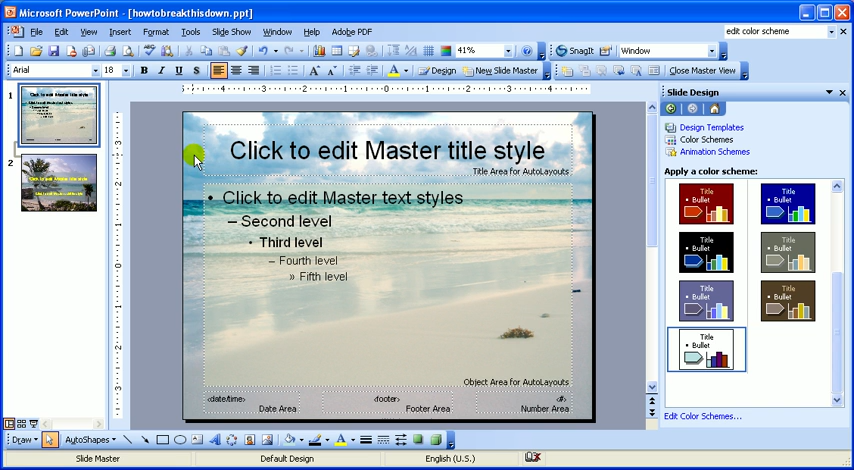 Microsoft PowerPoint - [howtobreakthisdown.ppt]
File Edit View Insert Format Tools Slide Show Window Help Adobe PDF
edit color scheme
41%
SnagIt
Window
Arial
18
B I U S
Design
New Slide Master
Close Master View
1
2
Click to edit Master title style
Title Area for AutoLayouts
• Click to edit Master text styles
– Second level
• Third level
– Fourth level
» Fifth level
Object Area for AutoLayouts
<date/time>
<footer>
<#>
Date Area
Footer Area
Number Area
Slide Design
Design Templates
Color Schemes
Animation Schemes
Apply a color scheme:
Title
• Bullet
Title
• Bullet
Title
• Bullet
Title
• Bullet
Title
• Bullet
Title
• Bullet
Title
• Bullet
Edit Color Schemes...
Draw
AutoShapes
Slide Master
Default Design
English (U.S.)